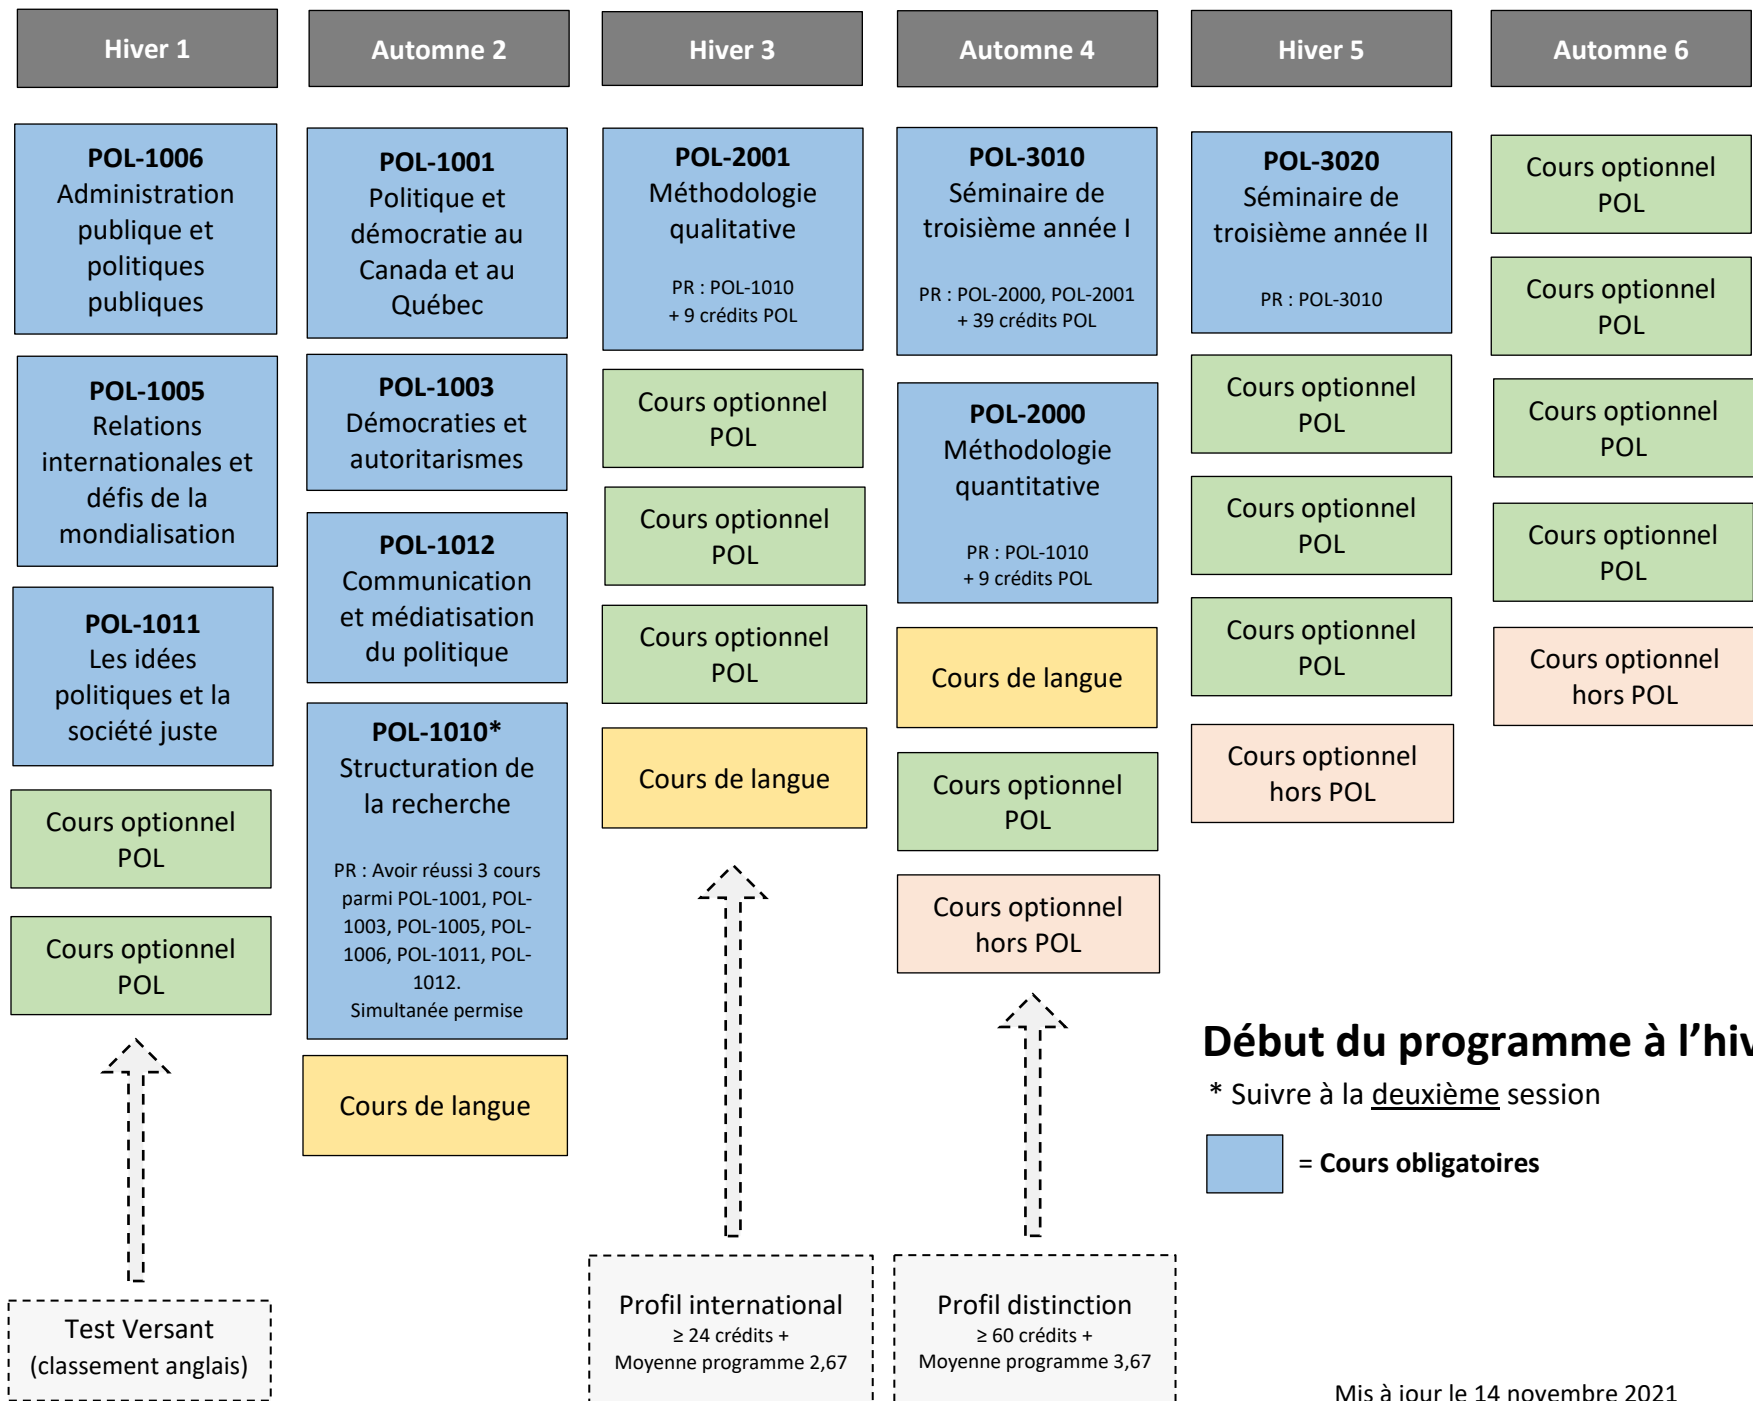 Hiver 1
POL-1006
Administration
publique et
politiques
publiques
POL-1005
Relations
internationales et
défis de la
mondialisation
POL-1011
Les idées
politiques et la
société juste
Cours optionnel
POL
Cours optionnel
POL
Test Versant
(classement anglais)
Automne 2
POL-1001
Politique et
démocratie au
Canada et au
Québec
POL-1003
Démocraties et
autoritarismes
POL-1012
Communication
et médiatisation
du politique
POL-1010*
Structuration de
la recherche
PR : Avoir réussi 3 cours
parmi POL-1001, POL-
1003, POL-1005, POL-
1006, POL-1011, POL-
1012.
Simultanée permise
Cours de langue
Hiver 3
POL-2001
Méthodologie
qualitative
PR : POL-1010
+ 9 crédits POL
Cours optionnel
POL
Cours optionnel
POL
Cours optionnel
POL
Cours de langue
Profil international
≥ 24 crédits +
Moyenne programme 2,67
Automne 4
POL-3010
Séminaire de
troisième année I
PR : POL-2000, POL-2001
+ 39 crédits POL
POL-2000
Méthodologie
quantitative
PR : POL-1010
+ 9 crédits POL
Cours de langue
Cours optionnel
POL
Cours optionnel
hors POL
Profil distinction
≥ 60 crédits +
Moyenne programme 3,67
Hiver 5
POL-3020
Séminaire de
troisième année II
PR : POL-3010
Cours optionnel
POL
Cours optionnel
POL
Cours optionnel
POL
Cours optionnel
hors POL
Automne 6
Cours optionnel
POL
Cours optionnel
POL
Cours optionnel
POL
Cours optionnel
POL
Cours optionnel
hors POL
Début du programme à l’hiv
* Suivre à la deuxième session
= Cours obligatoires
Mis à jour le 14 novembre 2021